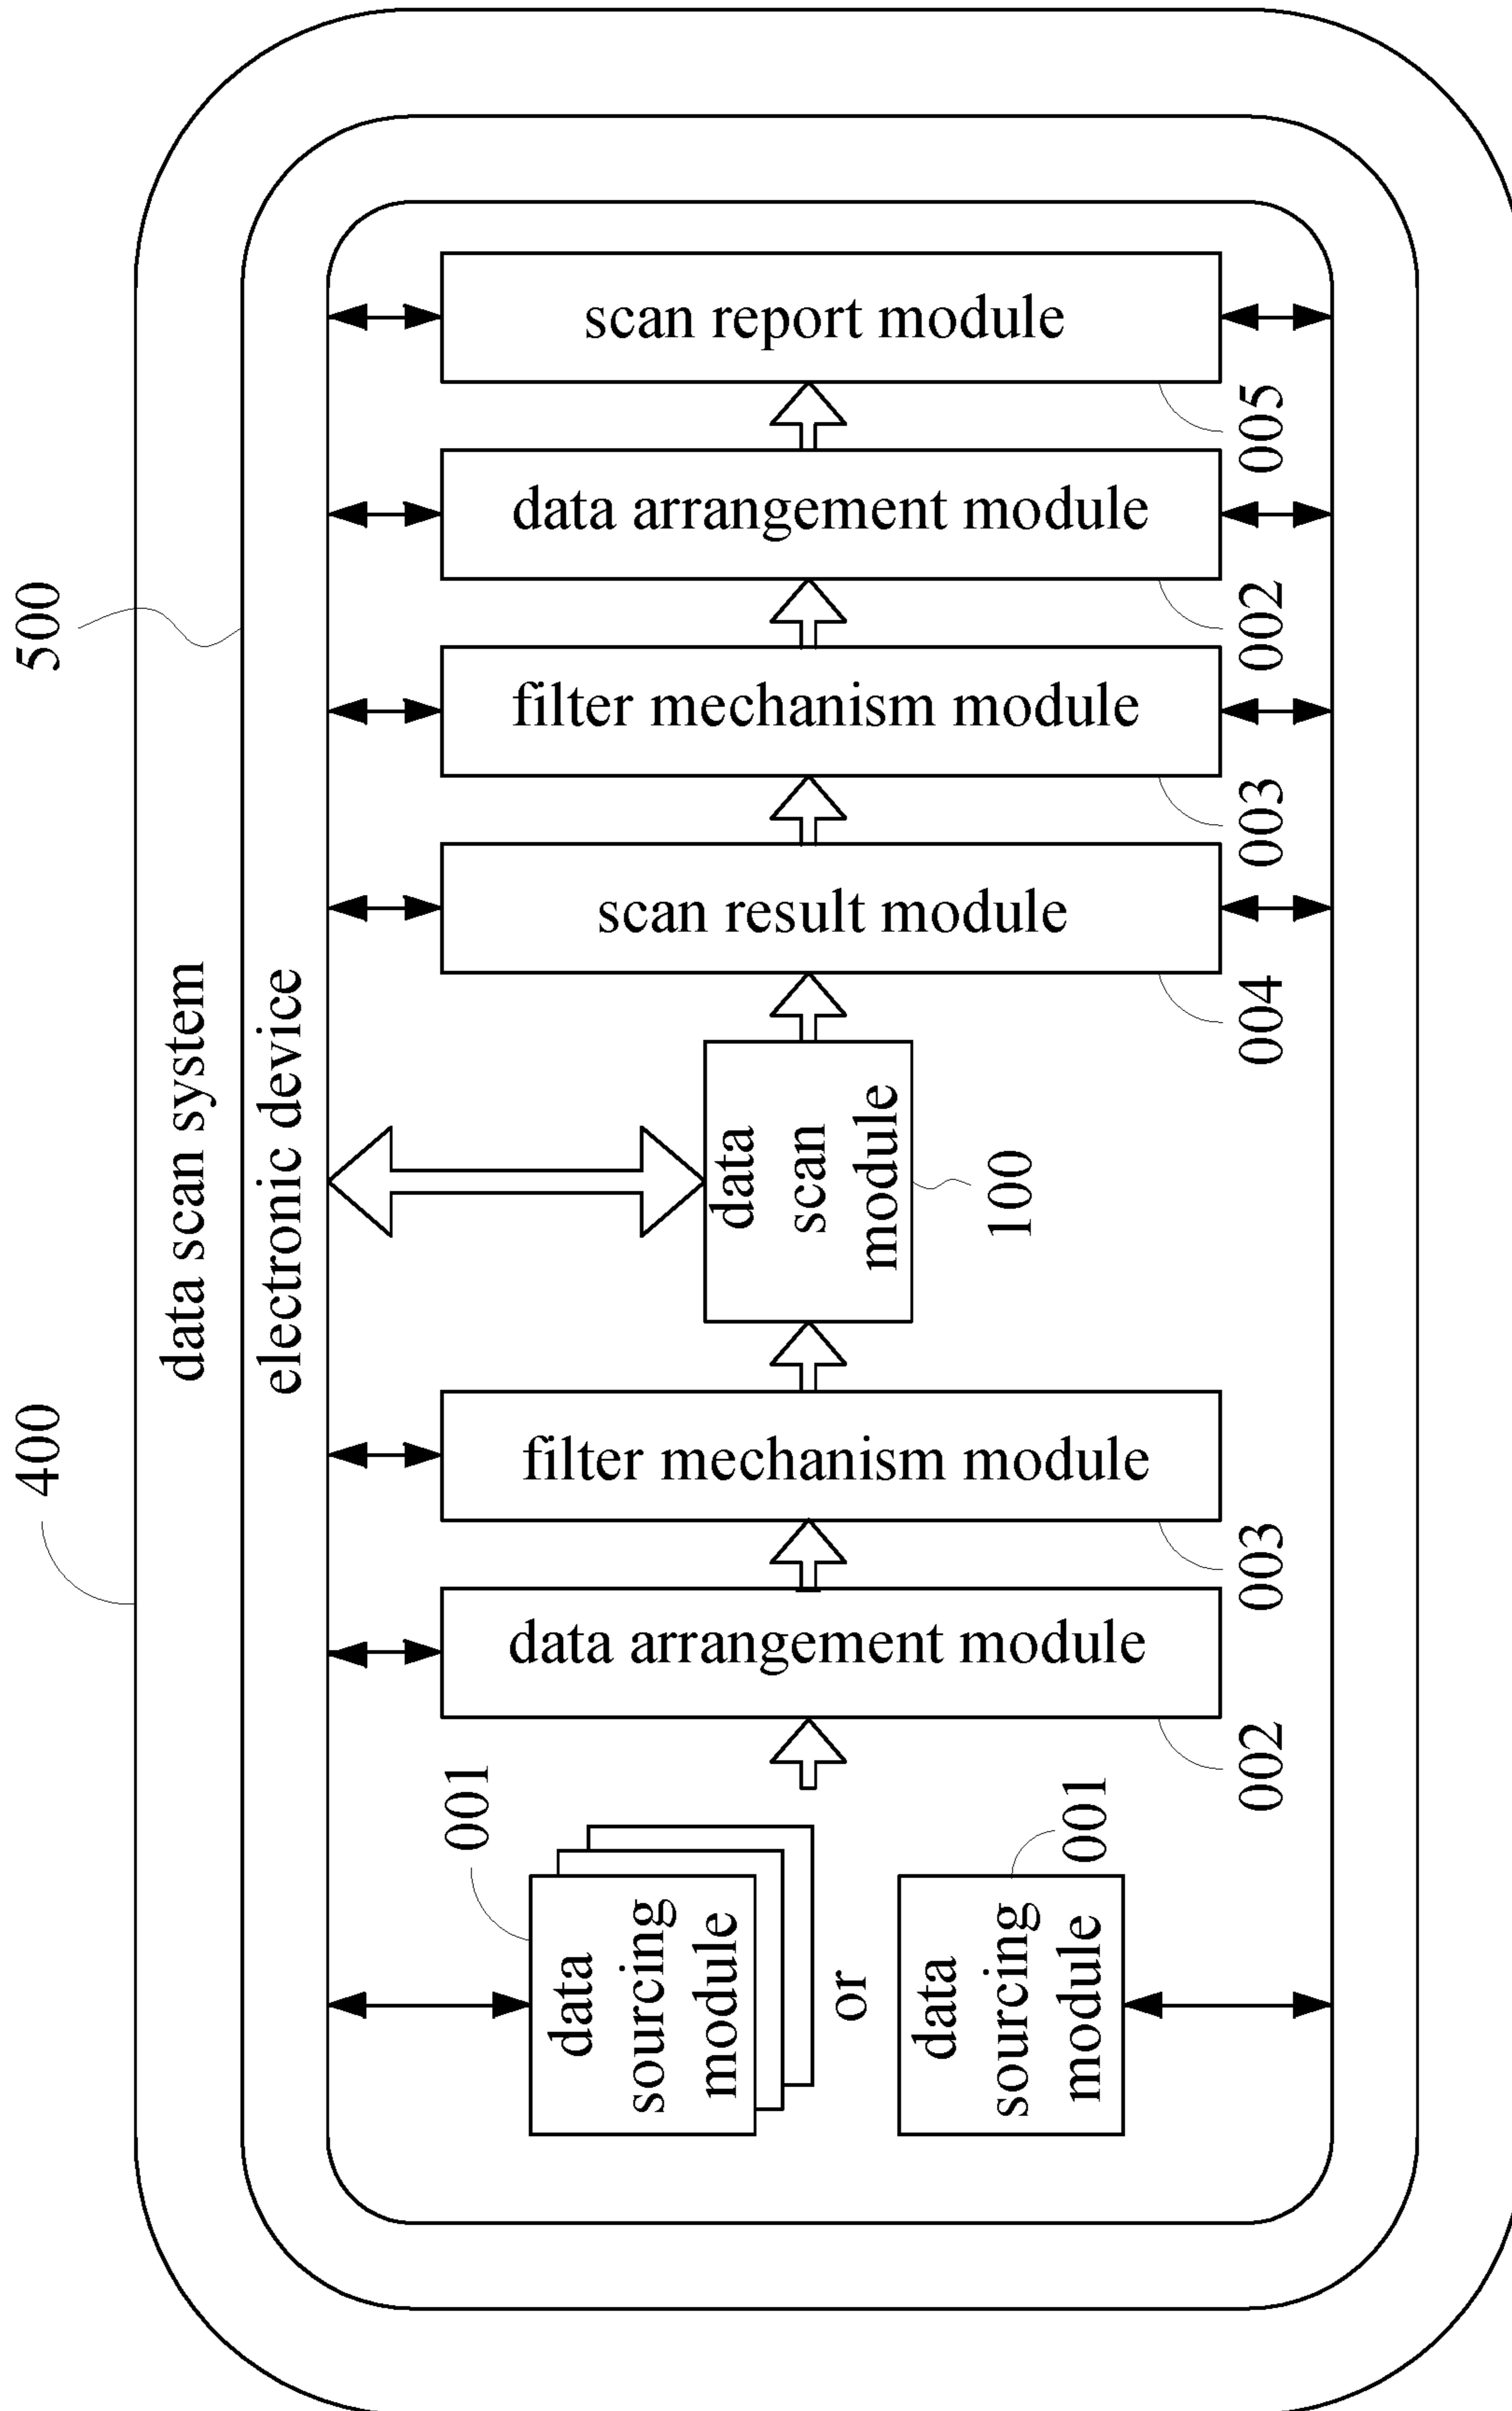 400
500
data scan system
electronic device
001
data
sourcing
module
or
data
sourcing
module
001
data arrangement module
002
filter mechanism module
003
data
scan
module
100
scan result module
004
filter mechanism module
003
data arrangement module
002
scan report module
005